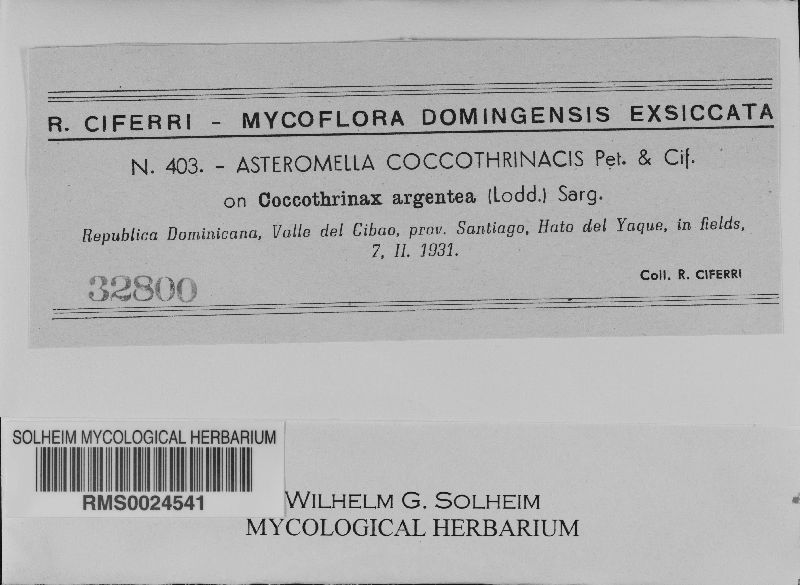 R. CIFERRI - MYCOFLORA DOMINGENSIS EXSICCATA
N. 403. - ASTEROMELLA COCCOTHRINACIS Pet. & Cif.
on Coccothrinax argentea (Lodd.) Sarg.
Republica Dominicana, Valle del Cibao, prov. Santiago, Hato del Yaque, in fields,
7, II. 1931.
Coll. R. CIFERRI
32800
SOLHEIM MYCOLOGICAL HERBARIUM
RMS0024541
WILHELM G. SOLHEIM
MYCOLOGICAL HERBARIUM